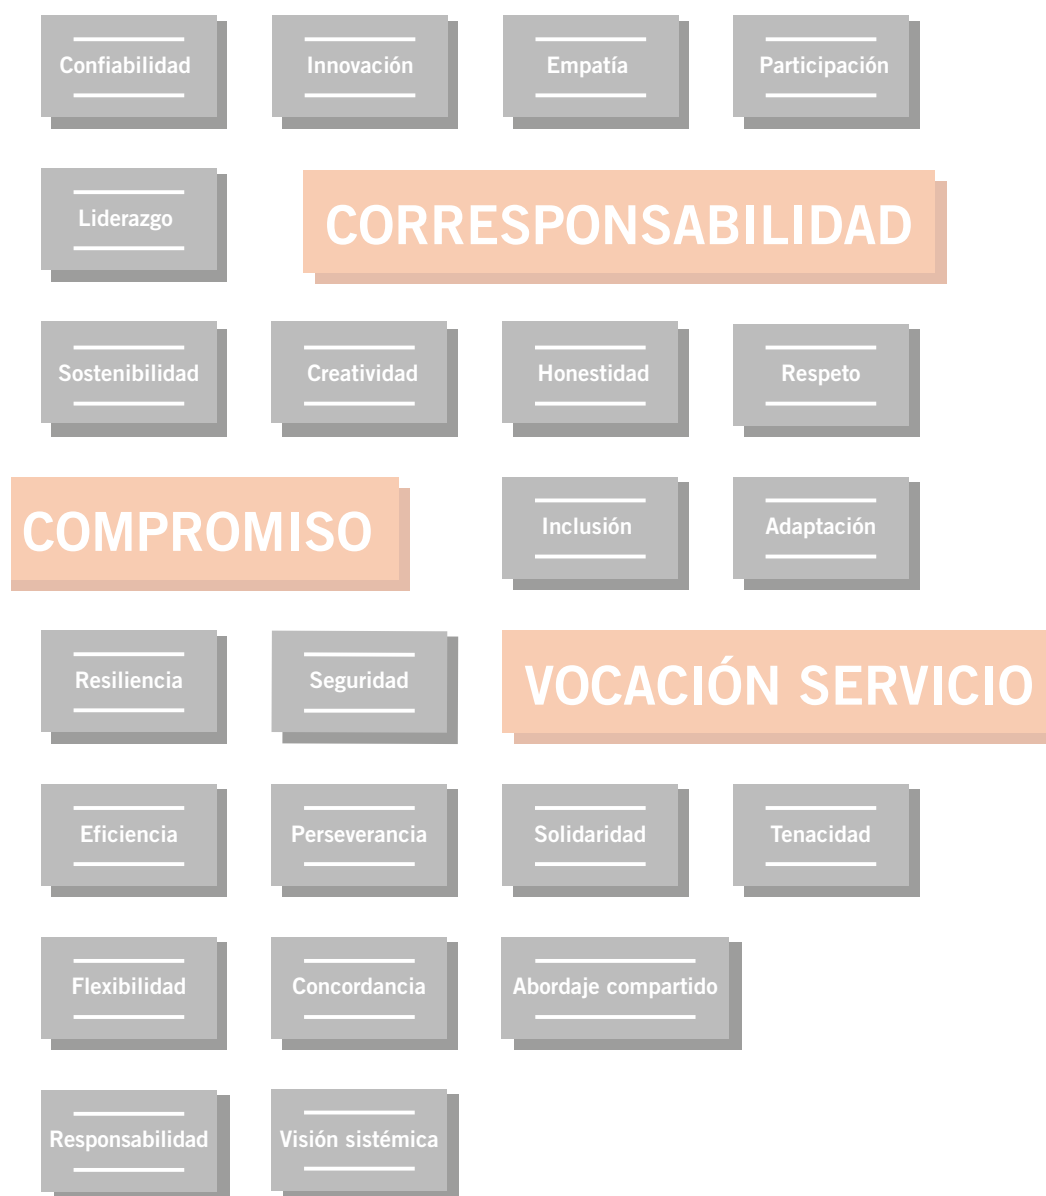 Confiabilidad
Innovación
Empatía
Participación
Liderazgo
CORRESPONSABILIDAD
Sostenibilidad
Creatividad
Honestidad
Respeto
COMPROMISO
Inclusión
Adaptación
Resiliencia
Seguridad
VOCACIÓN SERVICIO
Eficiencia
Perseverancia
Solidaridad
Tenacidad
Flexibilidad
Concordancia
Abordaje compartido
Responsabilidad
Visión sistémica